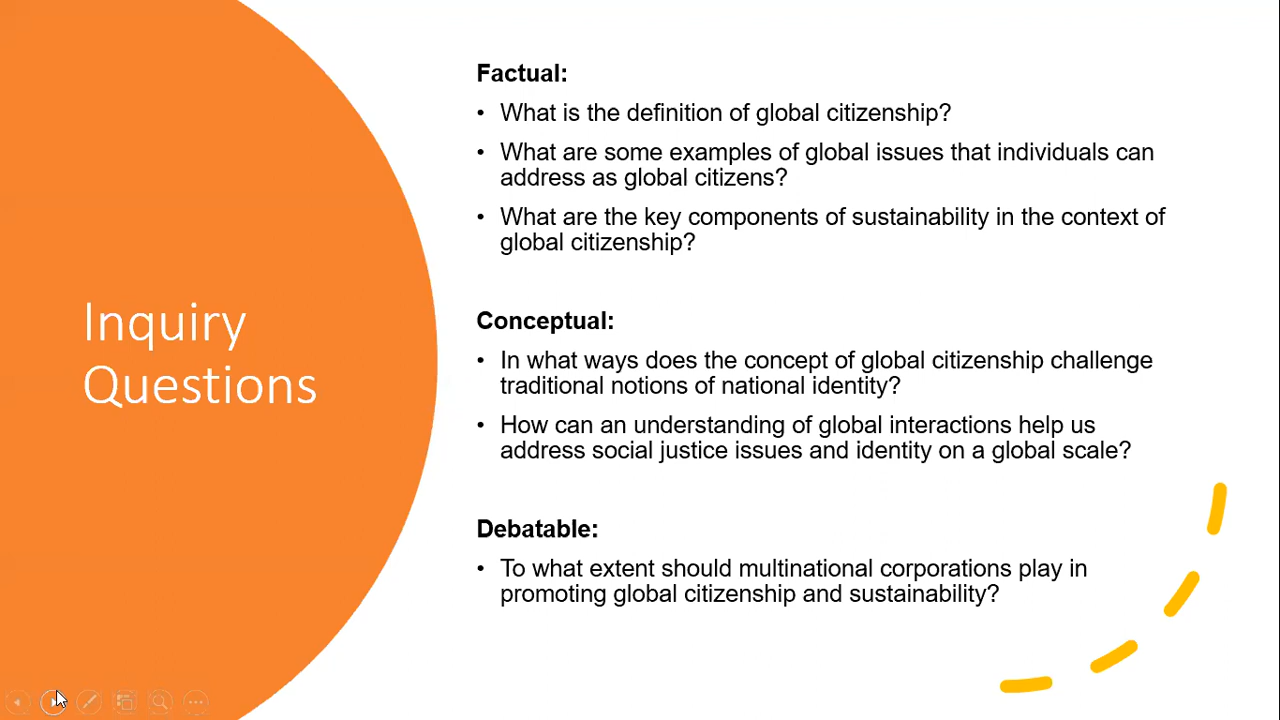 Inquiry
Questions
Factual:
• What is the definition of global citizenship?
• What are some examples of global issues that individuals can
address as global citizens?
• What are the key components of sustainability in the context of
global citizenship?
Conceptual:
• In what ways does the concept of global citizenship challenge
traditional notions of national identity?
• How can an understanding of global interactions help us
address social justice issues and identity on a global scale?
Debatable:
• To what extent should multinational corporations play in
promoting global citizenship and sustainability?